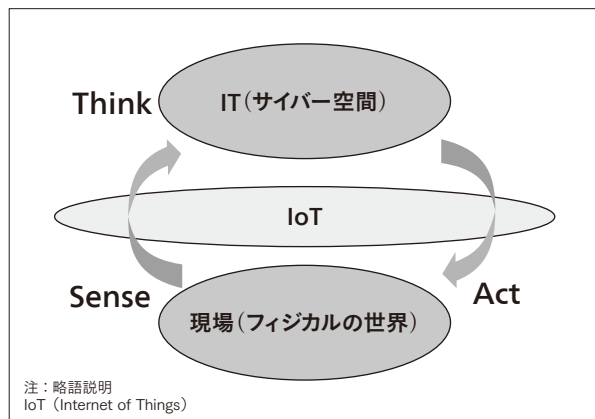 Think
IT(サイバー空間)
IoT
Sense
Act
現場(フィジカルの世界)
注：略語説明
IoT（Internet of Things）